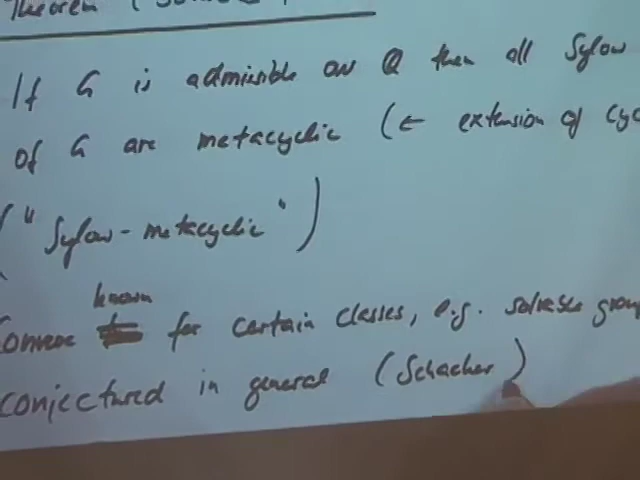 Theorem (
If G is admissible over Q then all Sylow
of G are metacyclic (← extension of cyc
("Sylow-metacyclic")
known
Converse for certain classes, e.g. solvable group
conjectured in general (Schacher)